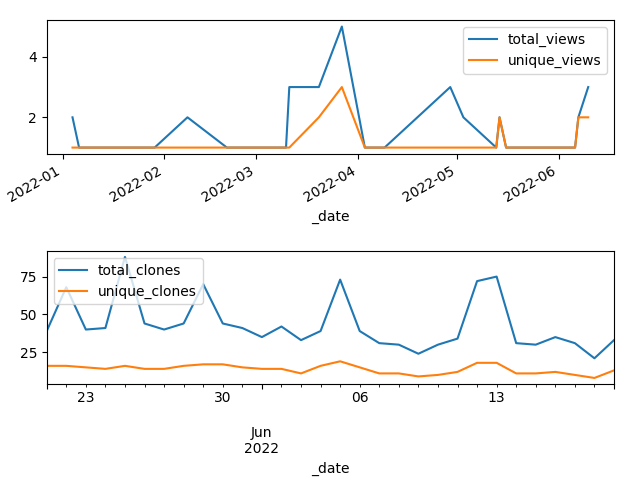 4
2
total_views
unique_views
2022-01
2022-02
2022-03
2022-04
2022-05
2022-06
_date
75
50
25
total_clones
unique_clones
23
30
06
13
Jun
2022
_date